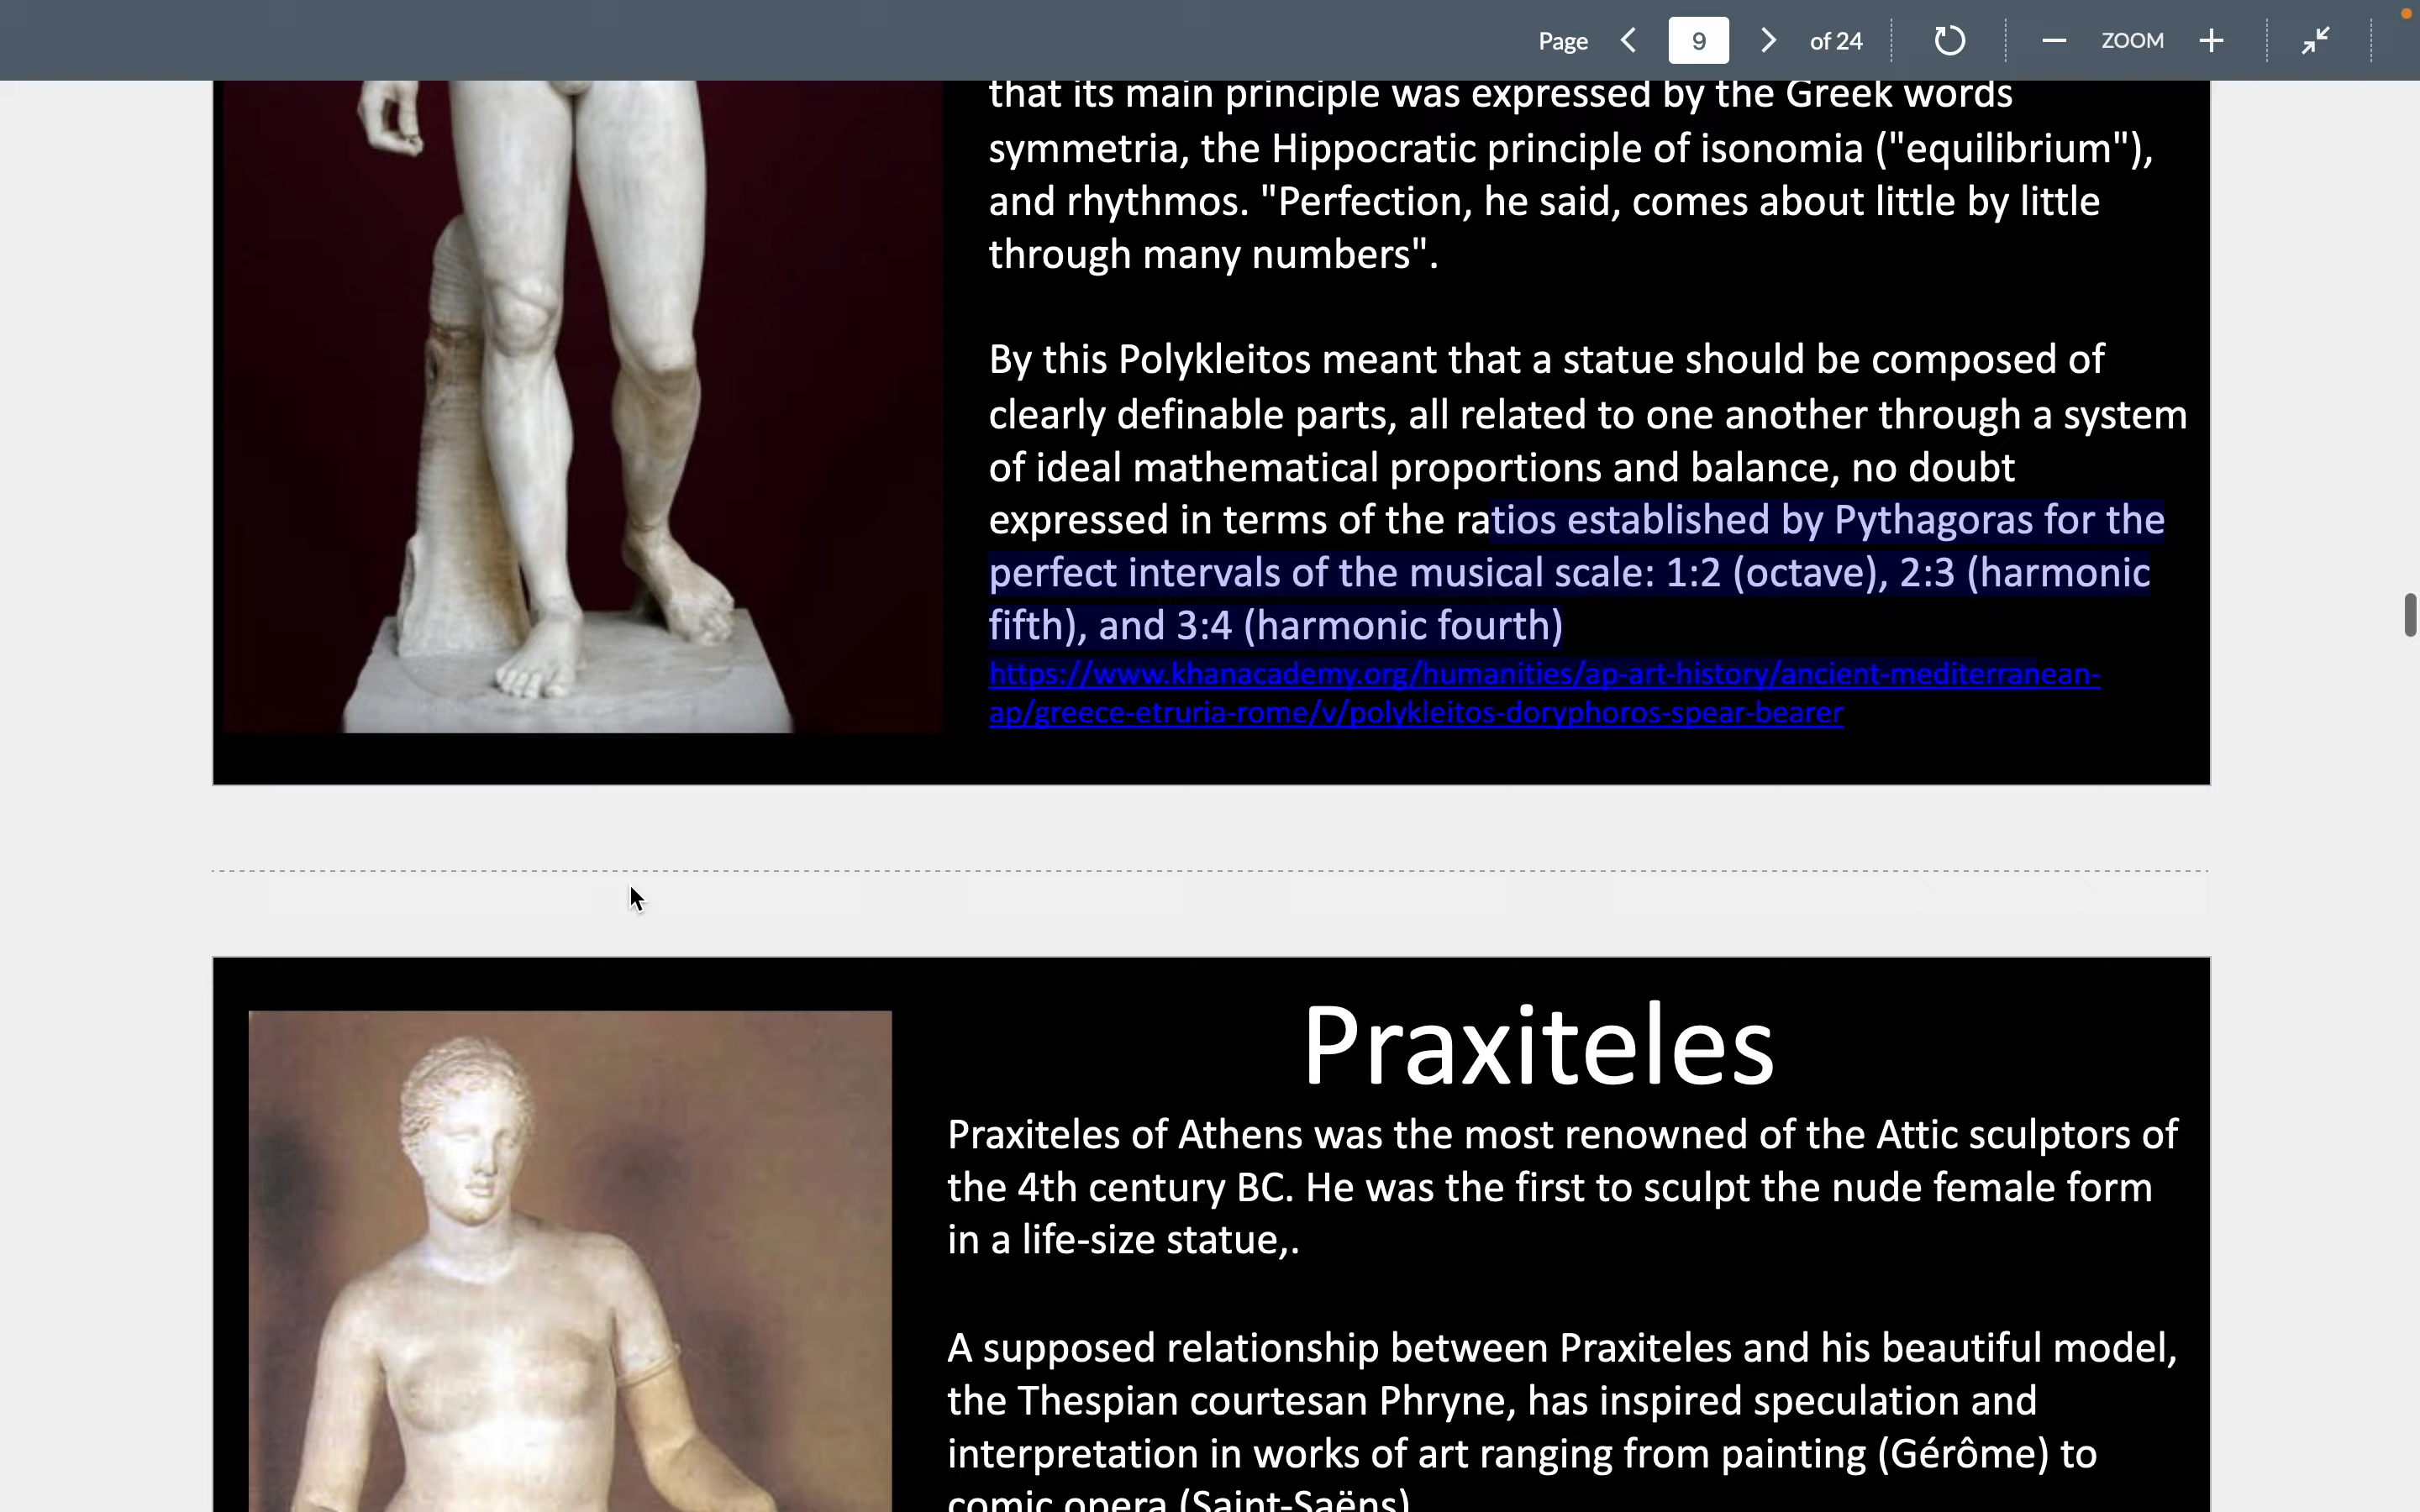 Page 9 of 24 ZOOM
that its main principle was expressed by the Greek words
symmetria, the Hippocratic principle of isonomia ("equilibrium"),
and rhythmos. "Perfection, he said, comes about little by little
through many numbers".
By this Polykleitos meant that a statue should be composed of
clearly definable parts, all related to one another through a system
of ideal mathematical proportions and balance, no doubt
expressed in terms of the ratios established by Pythagoras for the
perfect intervals of the musical scale: 1:2 (octave), 2:3 (harmonic
fifth), and 3:4 (harmonic fourth)
https://www.khanacademy.org/humanities/ap-art-history/ancient-mediterranean-
ap/greece-etruria-rome/v/polykleitos-doryphoros-spear-bearer
Praxiteles
Praxiteles of Athens was the most renowned of the Attic sculptors of
the 4th century BC. He was the first to sculpt the nude female form
in a life-size statue,.
A supposed relationship between Praxiteles and his beautiful model,
the Thespian courtesan Phryne, has inspired speculation and
interpretation in works of art ranging from painting (Gérôme) to
comic opera (Saint-Saëns)